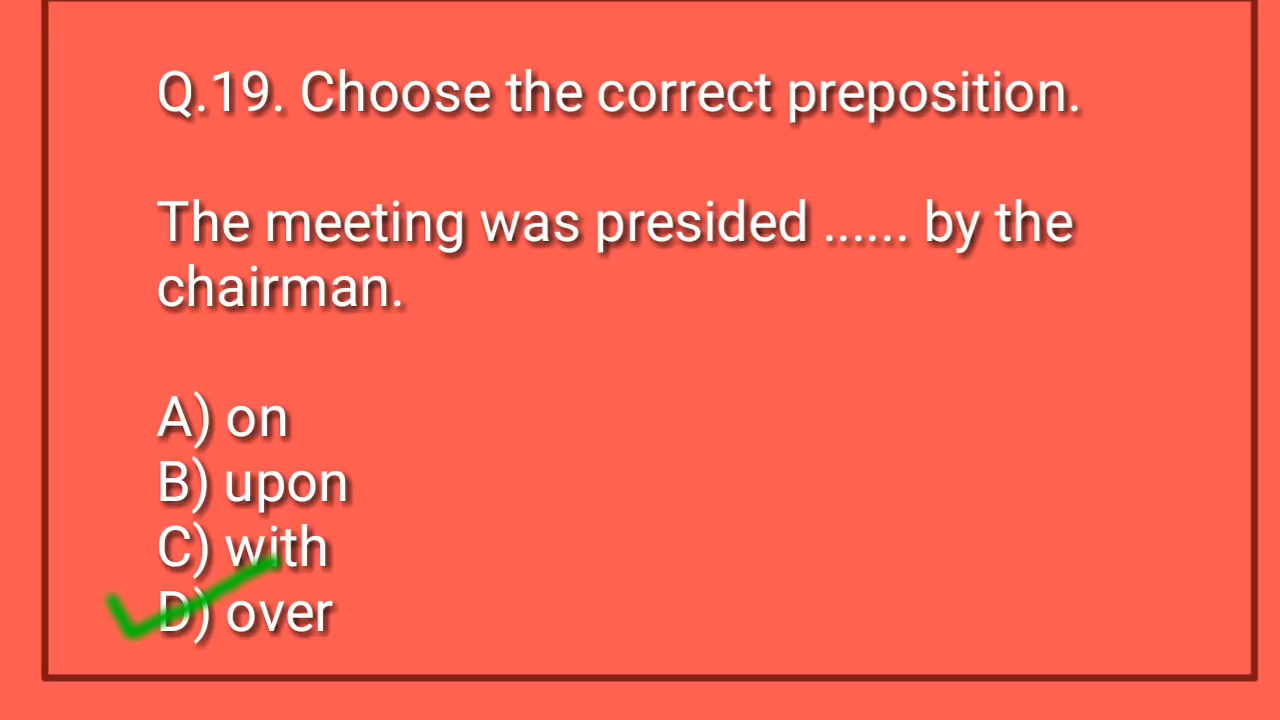 Q.19. Choose the correct preposition.
The meeting was presided ...... by the
chairman.
A) on
B) upon
C) with
D) over